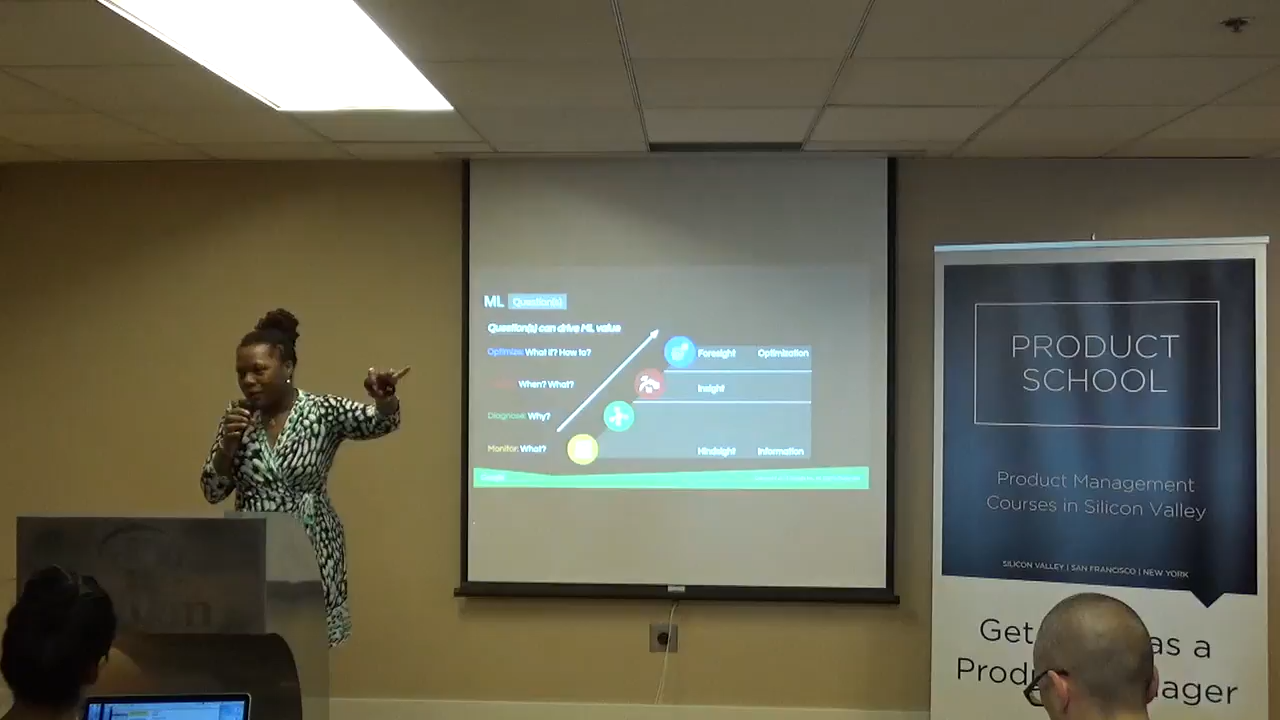 ML Question(s)
Question(s) can drive ML value
Optimize: What if? How to?
Foresight Optimization
When? What?
Insight
Diagnose: Why?
Monitor: What?
Hindsight Information
PRODUCT
SCHOOL
Product Management
Courses in Silicon Valley
SILICON VALLEY | SAN FRANCISCO | NEW YORK
Get as a